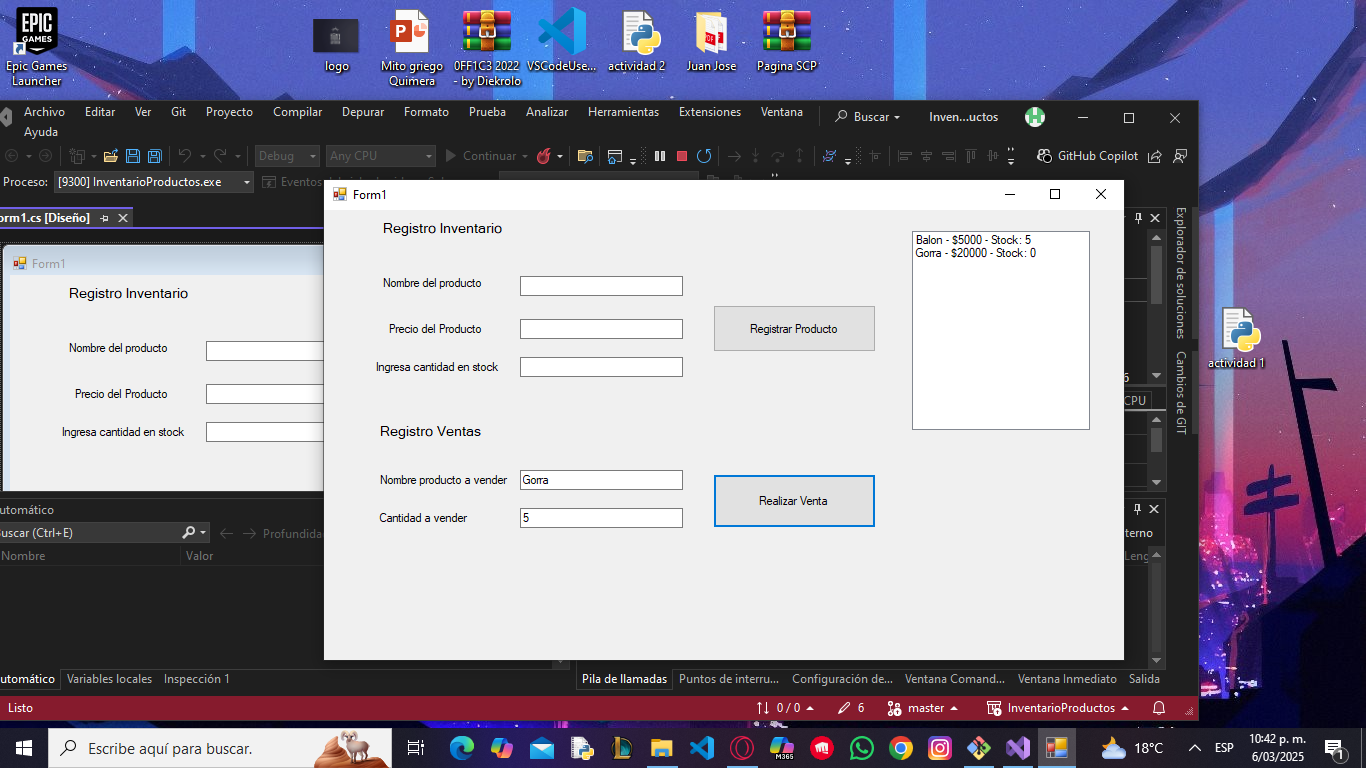 EPIC
GAMES
Epic Games
Launcher
logo
Mito griego
Quimera
0FF1C3 2022
- by Diekrolo
VSCodeUse...
actividad 2
Juan Jose
Pagina SCP
Archivo Editar Ver Git Proyecto Compilar Depurar Formato Prueba Analizar Herramientas Extensiones Ventana
Ayuda
Buscar
Inven...uctos
Debug
Any CPU
Continuar
GitHub Copilot
Proceso: [9300] InventarioProductos.exe
Eventos
orm1.cs [Diseño]
Form1
Registro Inventario
Nombre del producto
Precio del Producto
Ingresa cantidad en stock
Form1
Registro Inventario
Nombre del producto
Precio del Producto
Ingresa cantidad en stock
Registrar Producto
Registro Ventas
Nombre producto a vender Gorra
Cantidad a vender 5
Realizar Venta
Balon - $5000 - Stock: 5
Gorra - $20000 - Stock: 0
Explorador de soluciones
Cambios de GIT
6
CPU
actividad 1
utomático
uscar (Ctrl+E)
Profundida
Nombre Valor
terno
Leng
utomático Variables locales Inspección 1
Pila de llamadas Puntos de interru... Configuración de... Ventana Comand... Ventana Inmediato Salida
Listo
0 / 0 6 master InventarioProductos
Escribe aquí para buscar.
M365
18°C
ESP
10:42 p. m.
6/03/2025
1